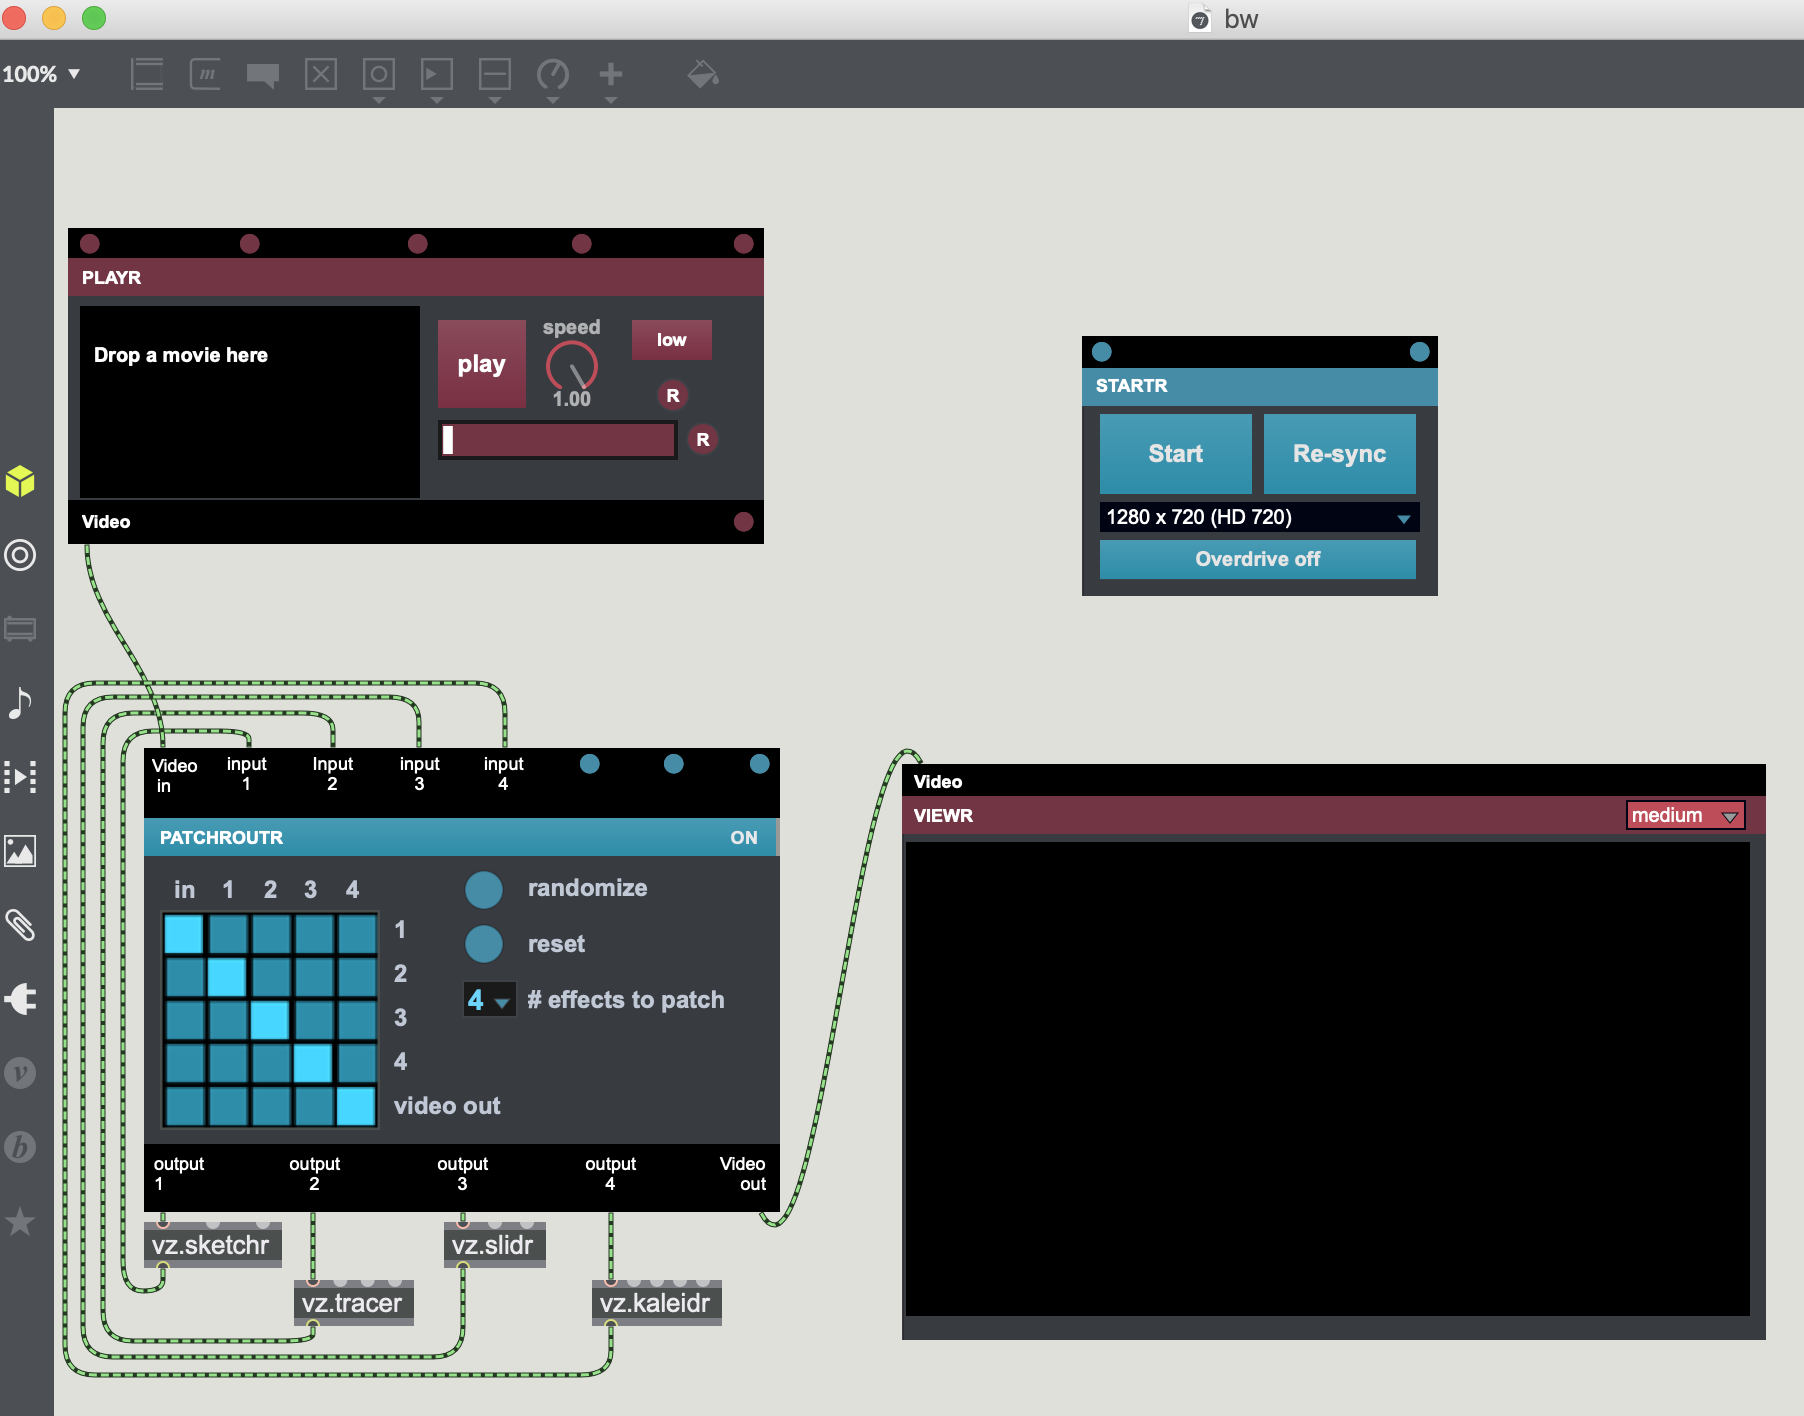 bw
100%
PLAYR
Drop a movie here
play
speed
1.00
low
R
R
Video
STARTR
Start
Re-sync
1280 x 720 (HD 720)
Overdrive off
Video in
input 1
Input 2
input 3
input 4
PATCHROUTR
ON
in 1 2 3 4
1
2
3
4
video out
randomize
reset
4
# effects to patch
output 1
output 2
output 3
output 4
Video out
vz.sketchr
vz.tracer
vz.slidr
vz.kaleidr
Video
VIEWR
medium